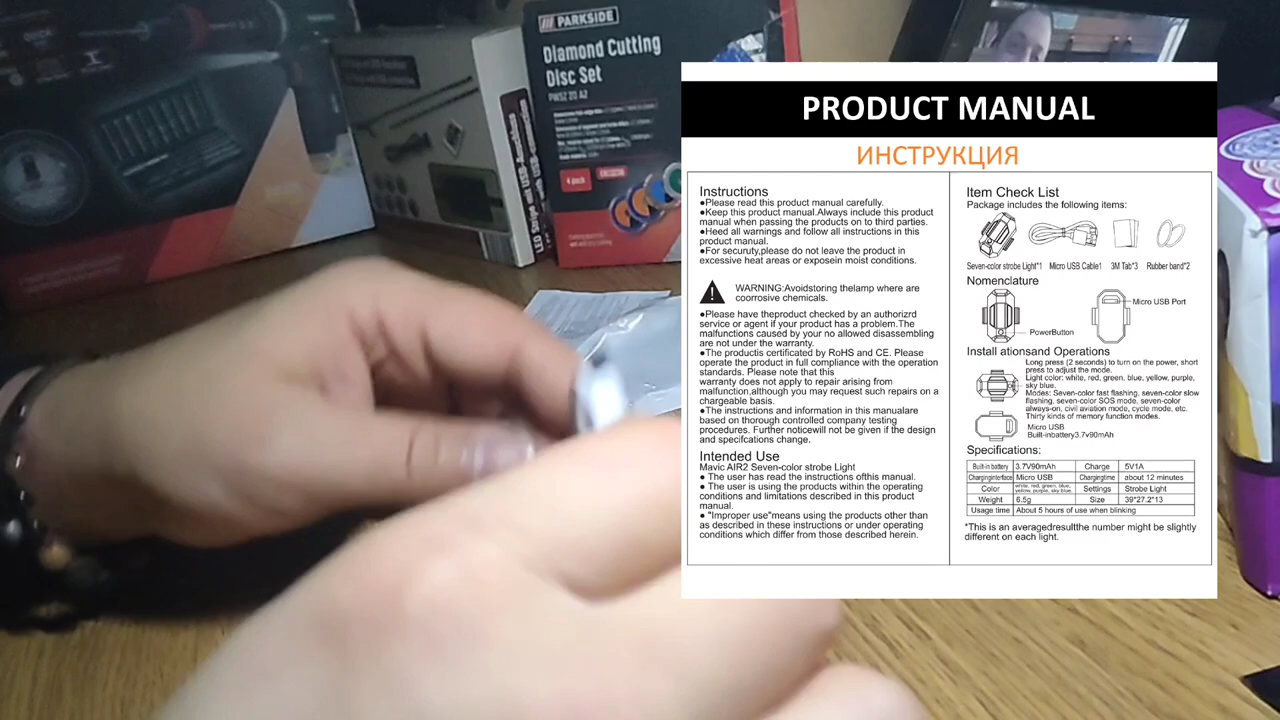 PARKSIDE
Diamond Cutting
Disc Set
PWSZ 20 A2
4 pack
PRODUCT MANUAL
ИНСТРУКЦИЯ
Instructions
●Please read this product manual carefully.
●Keep this product manual.Always include this product
manual when passing the products on to third parties.
●Heed all warnings and follow all instructions in this
product manual.
●For securuty,please do not leave the product in
excessive heat areas or exposein moist conditions.
WARNING:Avoidstoring thelamp where are
coorrosive chemicals.
●Please have theproduct checked by an authorizrd
service or agent if your product has a problem.The
malfunctions caused by your no allowed disassembling
are not under the warranty.
●The productis certificated by RoHS and CE. Please
operate the product in full compliance with the operation
standards. Please note that this
warranty does not apply to repair arising from
malfunction,although you may request such repairs on a
chargeable basis.
●The instructions and information in this manualare
based on thorough controlled company testing
procedures. Further noticewill not be given if the design
and specifcations change.
Intended Use
Mavic AIR2 Seven-color strobe Light
● The user has read the instructions ofthis manual.
● The user is using the products within the operating
conditions and limitations described in this product
manual.
● "Improper use"means using the products other than
as described in these instructions or under operating
conditions which differ from those described herein.
Item Check List
Package includes the following items:
Seven-color strobe Light*1 Micro USB Cable1 3M Tab*3 Rubber band*2
Nomenclature
Micro USB Port
PowerButton
Install ationsand Operations
Long press (2 seconds) to turn on the power, short
press to adjust the mode.
Light color: white, red, green, blue, yellow, purple,
sky blue.
Modes: Seven-color fast flashing, seven-color slow
flashing, seven-color SOS mode, seven-color
always-on, civil aviation mode, cycle mode, etc.
Thirty kinds of memory function modes.
Micro USB
Built-inbattery3.7v90mAh
Specifications:
Built-in battery 3.7V90mAh Charge 5V1A
Charginginterface Micro USB Chargingtime about 12 minutes
Color white, red, green, blue, yellow, purple, sky blue. Settings Strobe Light
Weight 6.5g Size 39*27.2*13
Usage time About 5 hours of use when blinking
*This is an averagedresultthe number might be slightly
different on each light.